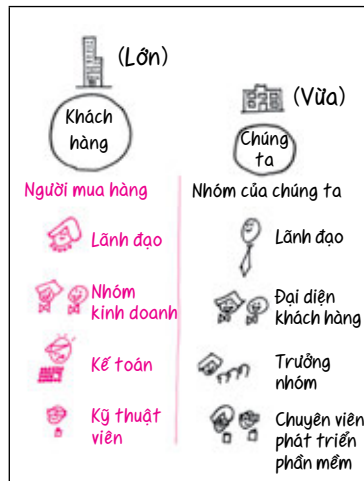 (Lớn)
Khách
hàng
Người mua hàng
Lãnh đạo
Nhóm
kinh doanh
Kế toán
Kỹ thuật
viên
(Vừa)
Chúng
ta
Nhóm của chúng ta
Lãnh đạo
Đại diện
khách hàng
Trưởng
nhóm
Chuyên viên
phát triển
phần mềm